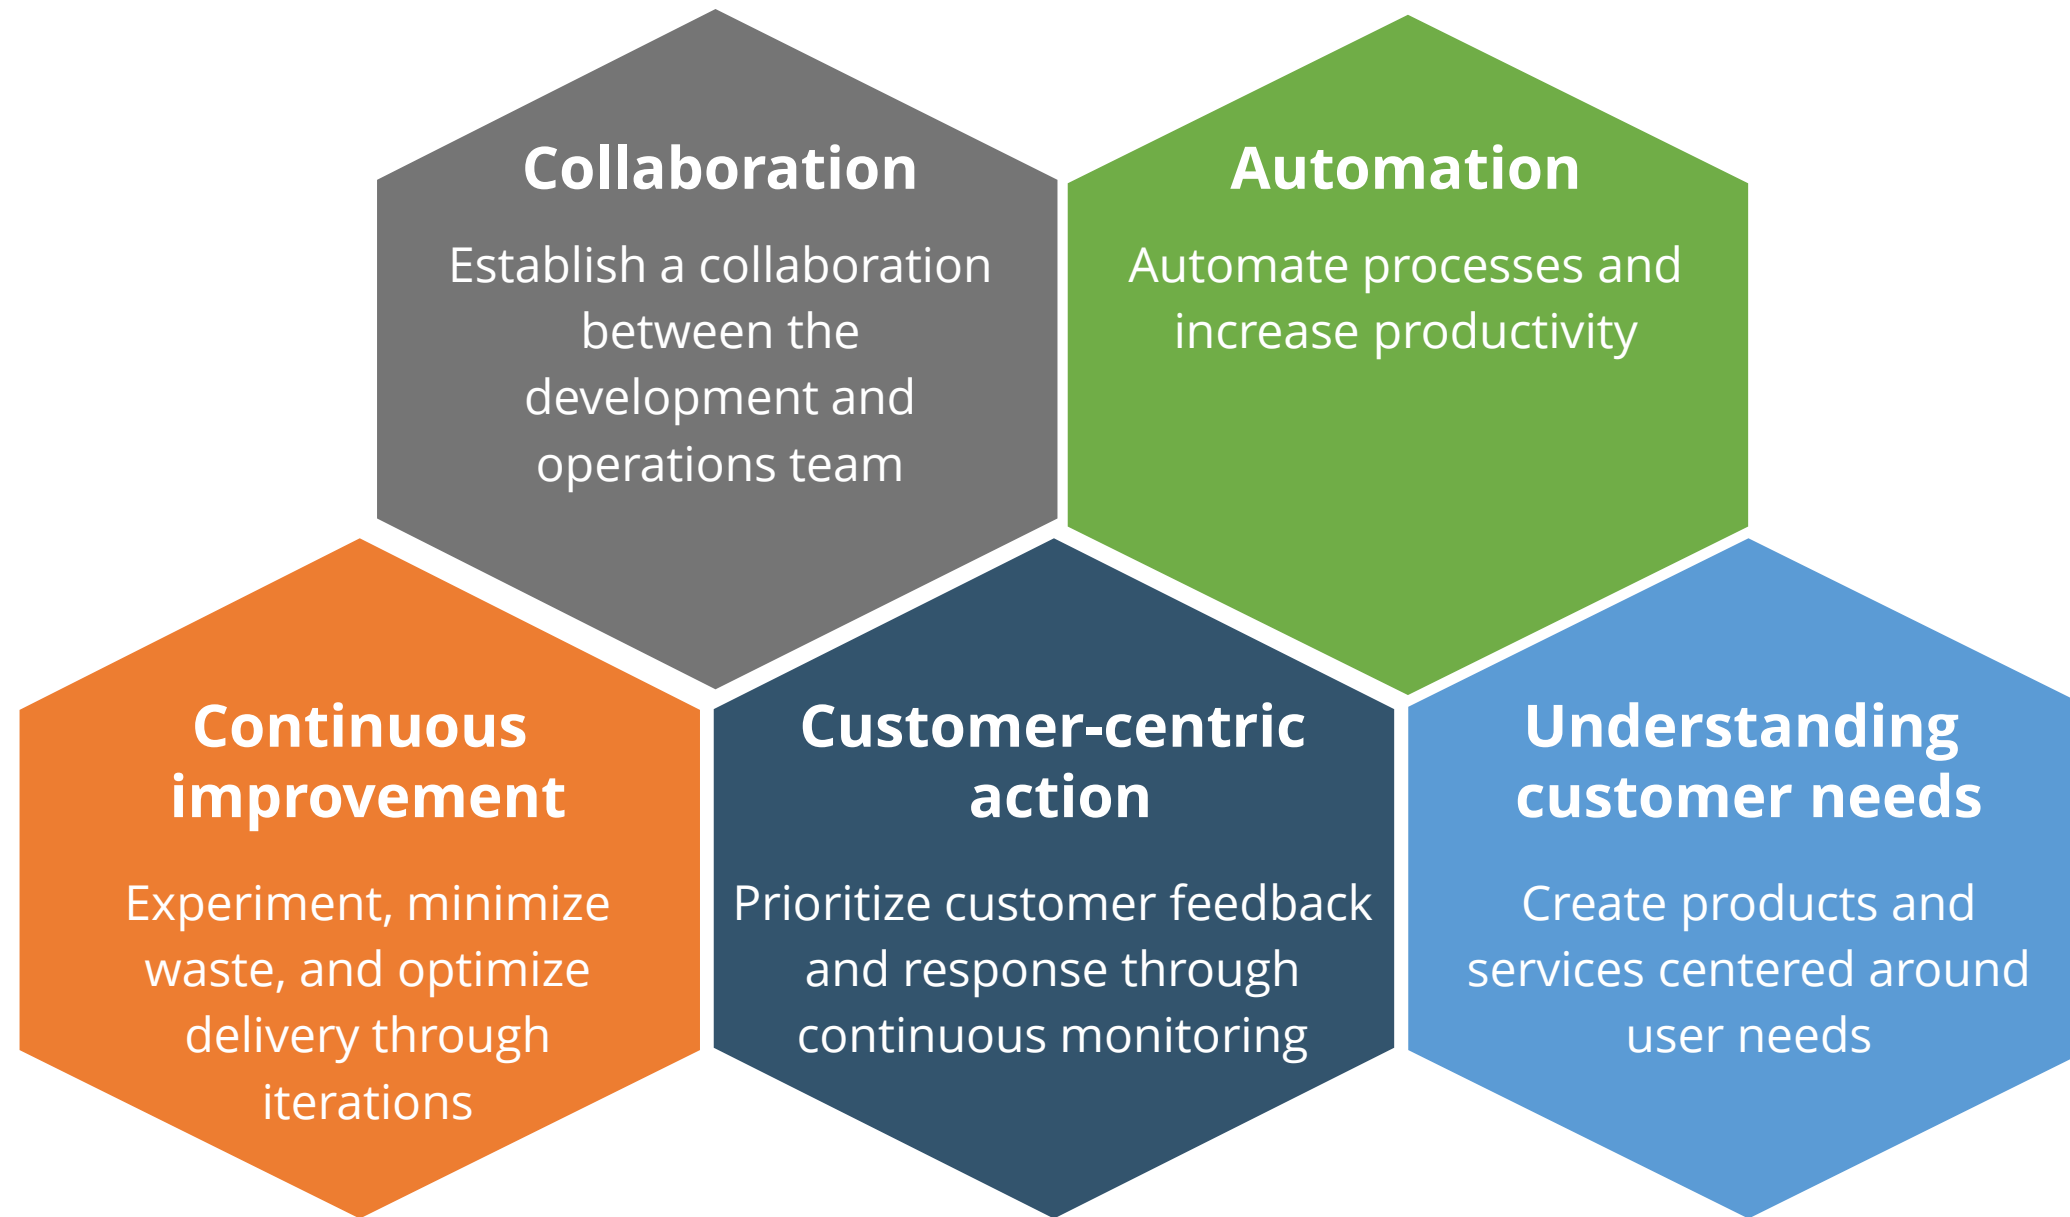 Collaboration
Establish a collaboration
between the
development and
operations team
Automation
Automate processes and
increase productivity
Continuous
improvement
Experiment, minimize
waste, and optimize
delivery through
iterations
Customer-centric
action
Prioritize customer feedback
and response through
continuous monitoring
Understanding
customer needs
Create products and
services centered around
user needs